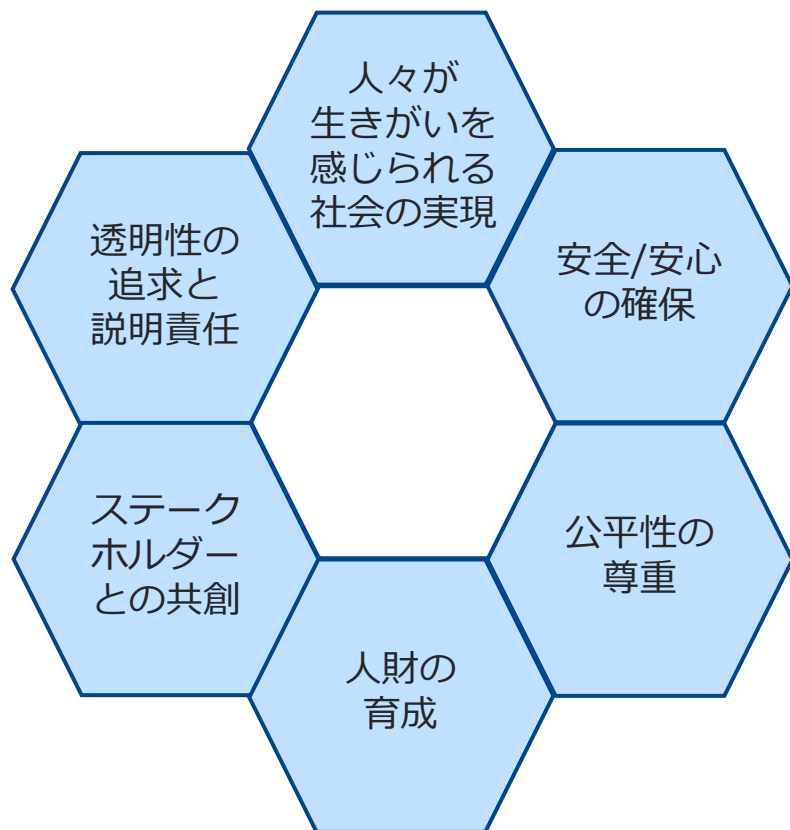 人々が
生きがいを
感じられる
社会の実現
安全/安心
の確保
公平性の
尊重
人財の
育成
ステーク
ホルダー
との共創
透明性の
追求と
説明責任